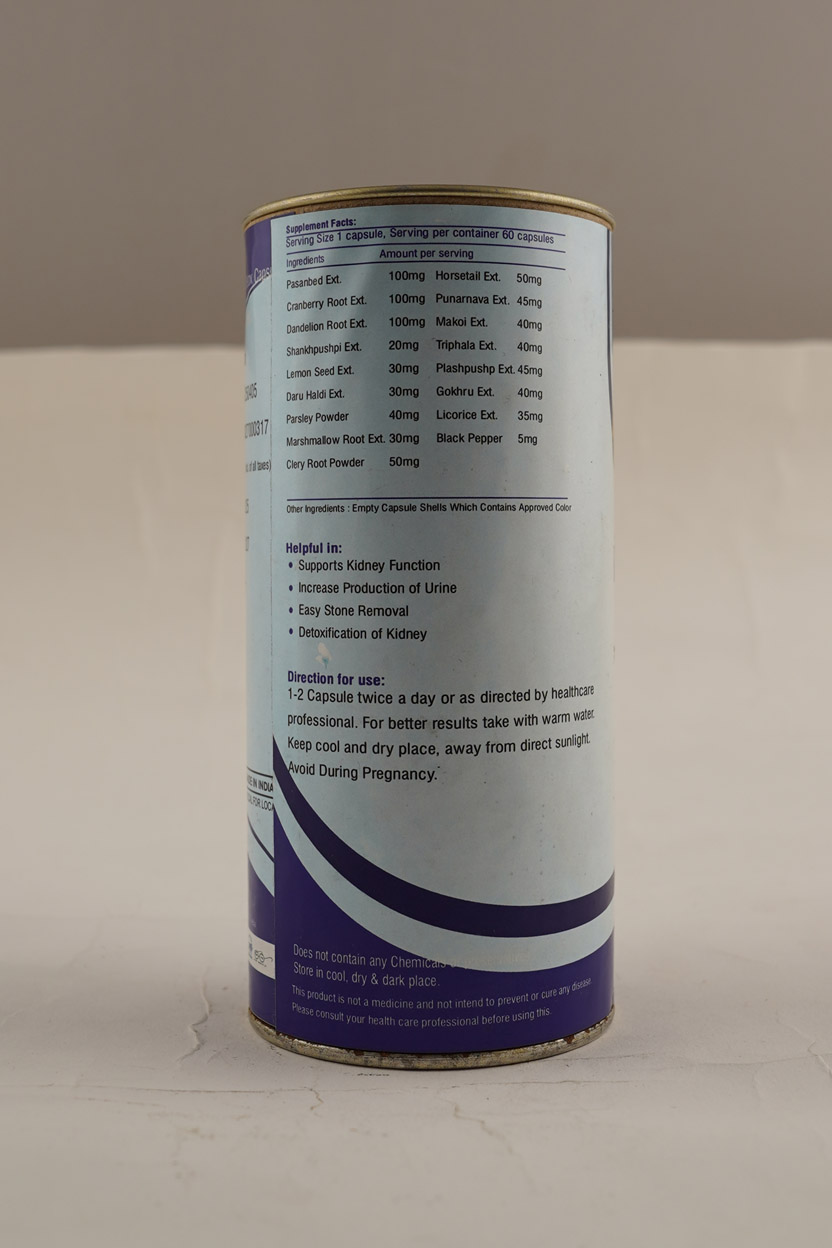 Supplement Facts:
Serving Size 1 capsule, Serving per container 60 capsules
Ingredients Amount per serving
Pasanbed Ext. 100mg Horsetail Ext. 50mg
Cranberry Root Ext. 100mg Punarnava Ext. 45mg
Dandelion Root Ext. 100mg Makoi Ext. 40mg
Shankhpushpi Ext. 20mg Triphala Ext. 40mg
Lemon Seed Ext. 30mg Plashpushp Ext. 45mg
Daru Haldi Ext. 30mg Gokhru Ext. 40mg
Parsley Powder 40mg Licorice Ext. 35mg
Marshmallow Root Ext. 30mg Black Pepper 5mg
Clery Root Powder 50mg
Other Ingredients : Empty Capsule Shells Which Contains Approved Color
Helpful in:
• Supports Kidney Function
• Increase Production of Urine
• Easy Stone Removal
• Detoxification of Kidney
Direction for use:
1-2 Capsule twice a day or as directed by healthcare
professional. For better results take with warm water.
Keep cool and dry place, away from direct sunlight.
Avoid During Pregnancy.
Does not contain any Chemicals
Store in cool, dry & dark place.
This product is not a medicine and not intend to prevent or cure any disease.
Please consult your health care professional before using this.
of all taxes)
IN INDIA
FOR